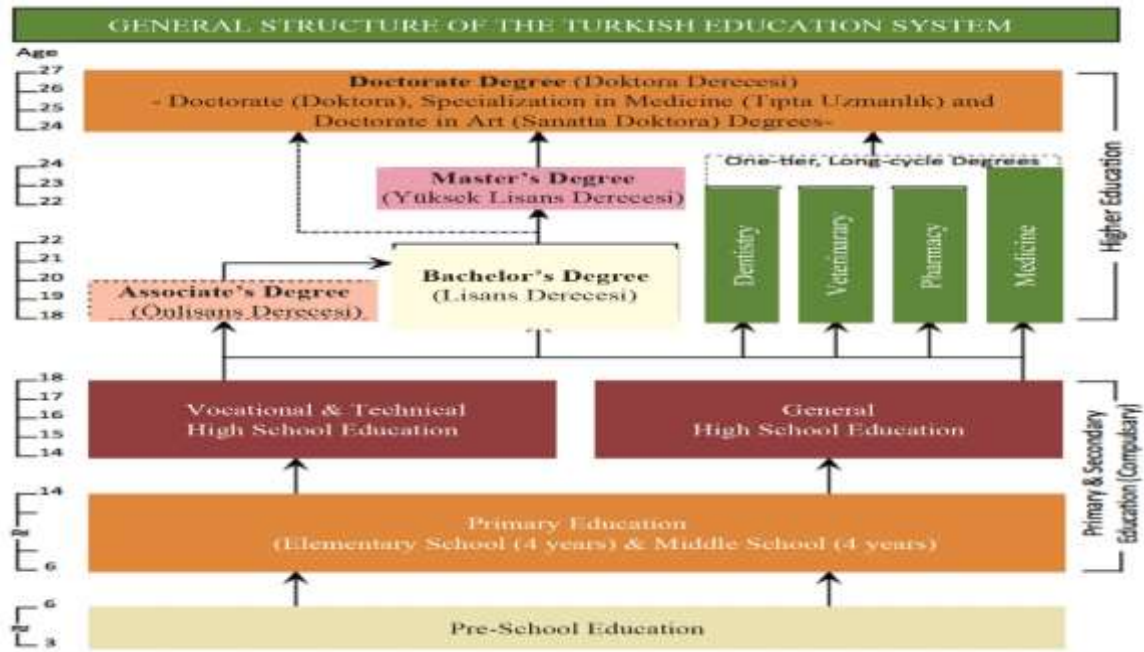 GENERAL STRUCTURE OF THE TURKISH EDUCATION SYSTEM
Age
27
26
25
24
Doctorate Degree (Doktora Derecesi)
- Doctorate (Doktora), Specialization in Medicine (Tıpta Uzmanlık) and
Doctorate in Art (Sanatta Doktora) Degrees-
24
23
22
Master's Degree
(Yüksek Lisans Derecesi)
One-tier, Long-cycle Degrees
Dentistry
Veterinurary
Pharmacy
Medicine
Higher Education
22
21
20
19
18
Associate's Degree
(Önlisans Derecesi)
Bachelor's Degree
(Lisans Derecesi)
18
17
16
15
14
Vocational & Technical
High School Education
General
High School Education
Primary & Secondary
Education (Compulsary)
14
6
Primary Education
(Elementary School (4 years) & Middle School (4 years)
6
3
Pre-School Education